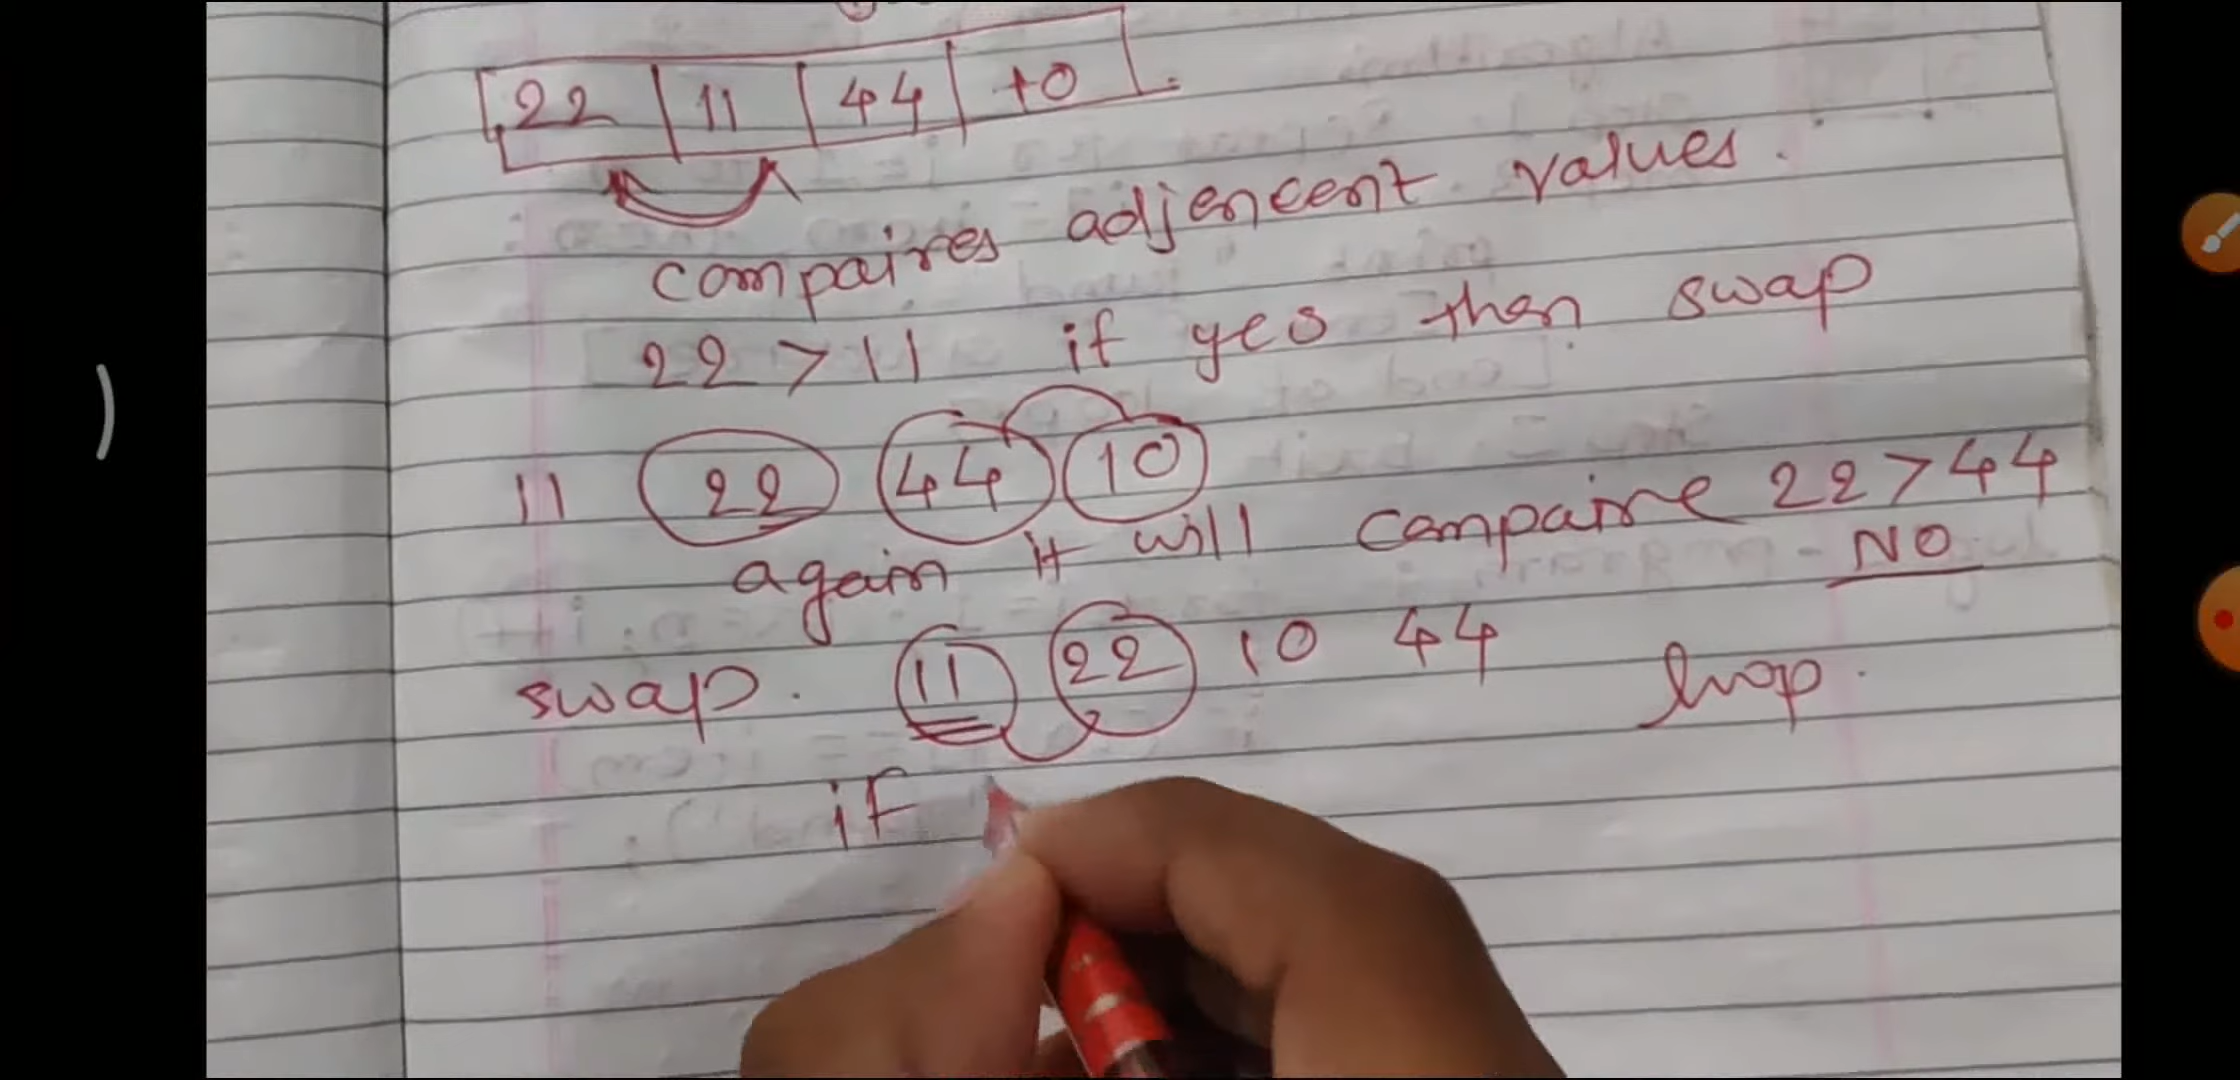 22 11 44 10
compaires adjencent values.
22 > 11 if yes then swap
11 22 44 10
again it will compaire 22 > 44
NO
swap. 11 22 10 44 loop.
if